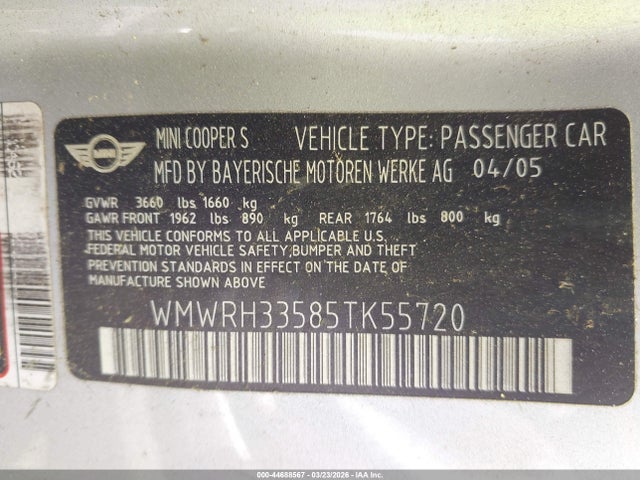 MINI COOPER S VEHICLE TYPE: PASSENGER CAR
MFD BY BAYERISCHE MOTOREN WERKE AG 04/05
MINI
GVWR 3660 lbs 1660 kg
GAWR FRONT 1962 lbs 890 kg REAR 1764 lbs 800 kg
THIS VEHICLE CONFORMS TO ALL APPLICABLE U.S.
FEDERAL MOTOR VEHICLE SAFETY,BUMPER AND THEFT
PREVENTION STANDARDS IN EFFECT ON THE DATE OF
MANUFACTURE SHOWN ABOVE
WMWRH33585TK55720
000-44688567 | 03/23/2026 - COPART